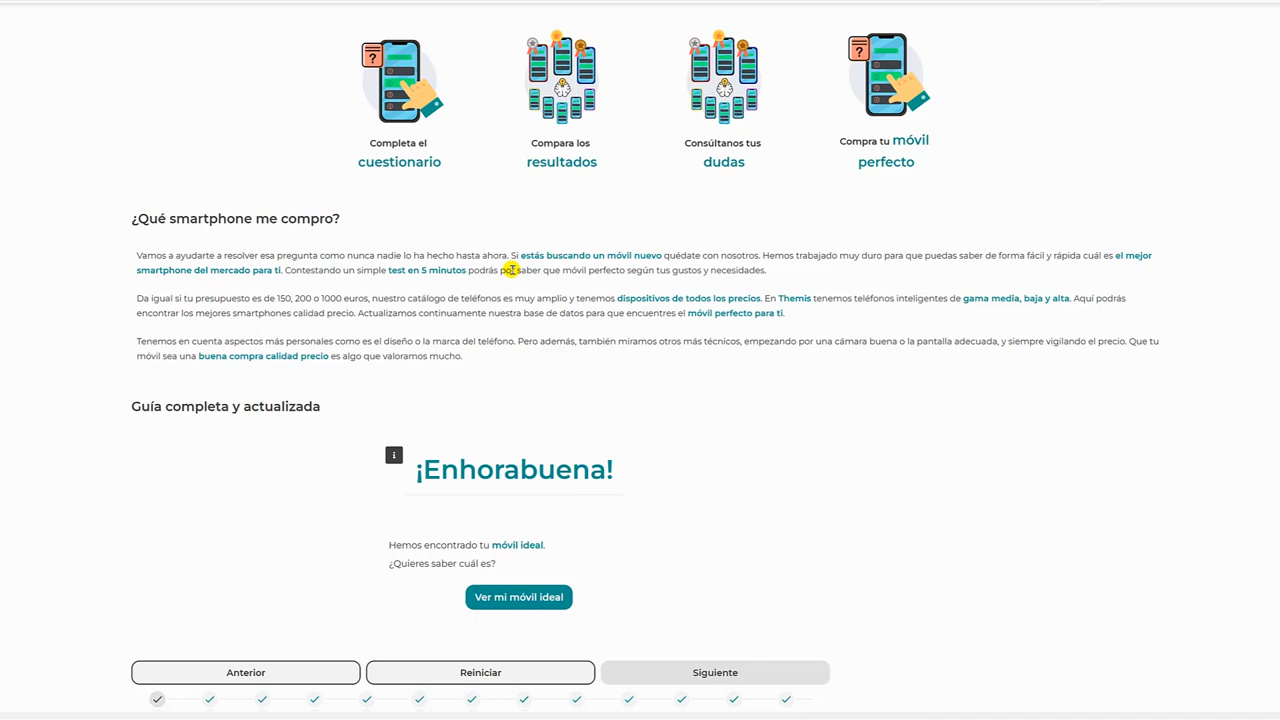 Completa el
cuestionario
Compara los
resultados
Consúltanos tus
dudas
Compra tu móvil
perfecto
¿Qué smartphone me compro?
Vamos a ayudarte a resolver esa pregunta como nunca nadie lo ha hecho hasta ahora. Si estás buscando un móvil nuevo quédate con nosotros. Hemos trabajado muy duro para que puedas saber de forma fácil y rápida cuál es el mejor
smartphone del mercado para ti. Contestando un simple test en 5 minutos podrás por saber que móvil perfecto según tus gustos y necesidades.
Da igual si tu presupuesto es de 150, 200 o 1000 euros, nuestro catálogo de teléfonos es muy amplio y tenemos dispositivos de todos los precios. En Themis tenemos teléfonos inteligentes de gama media, baja y alta. Aquí podrás
encontrar los mejores smartphones calidad precio. Actualizamos continuamente nuestra base de datos para que encuentres el móvil perfecto para ti.
Tenemos en cuenta aspectos más personales como es el diseño o la marca del teléfono. Pero además, también miramos otros más técnicos, empezando por una cámara buena o la pantalla adecuada, y siempre vigilando el precio. Que tu
móvil sea una buena compra calidad precio es algo que valoramos mucho.
Guía completa y actualizada
¡Enhorabuena!
Hemos encontrado tu móvil ideal.
¿Quieres saber cuál es?
Ver mi móvil ideal
Anterior Reiniciar Siguiente